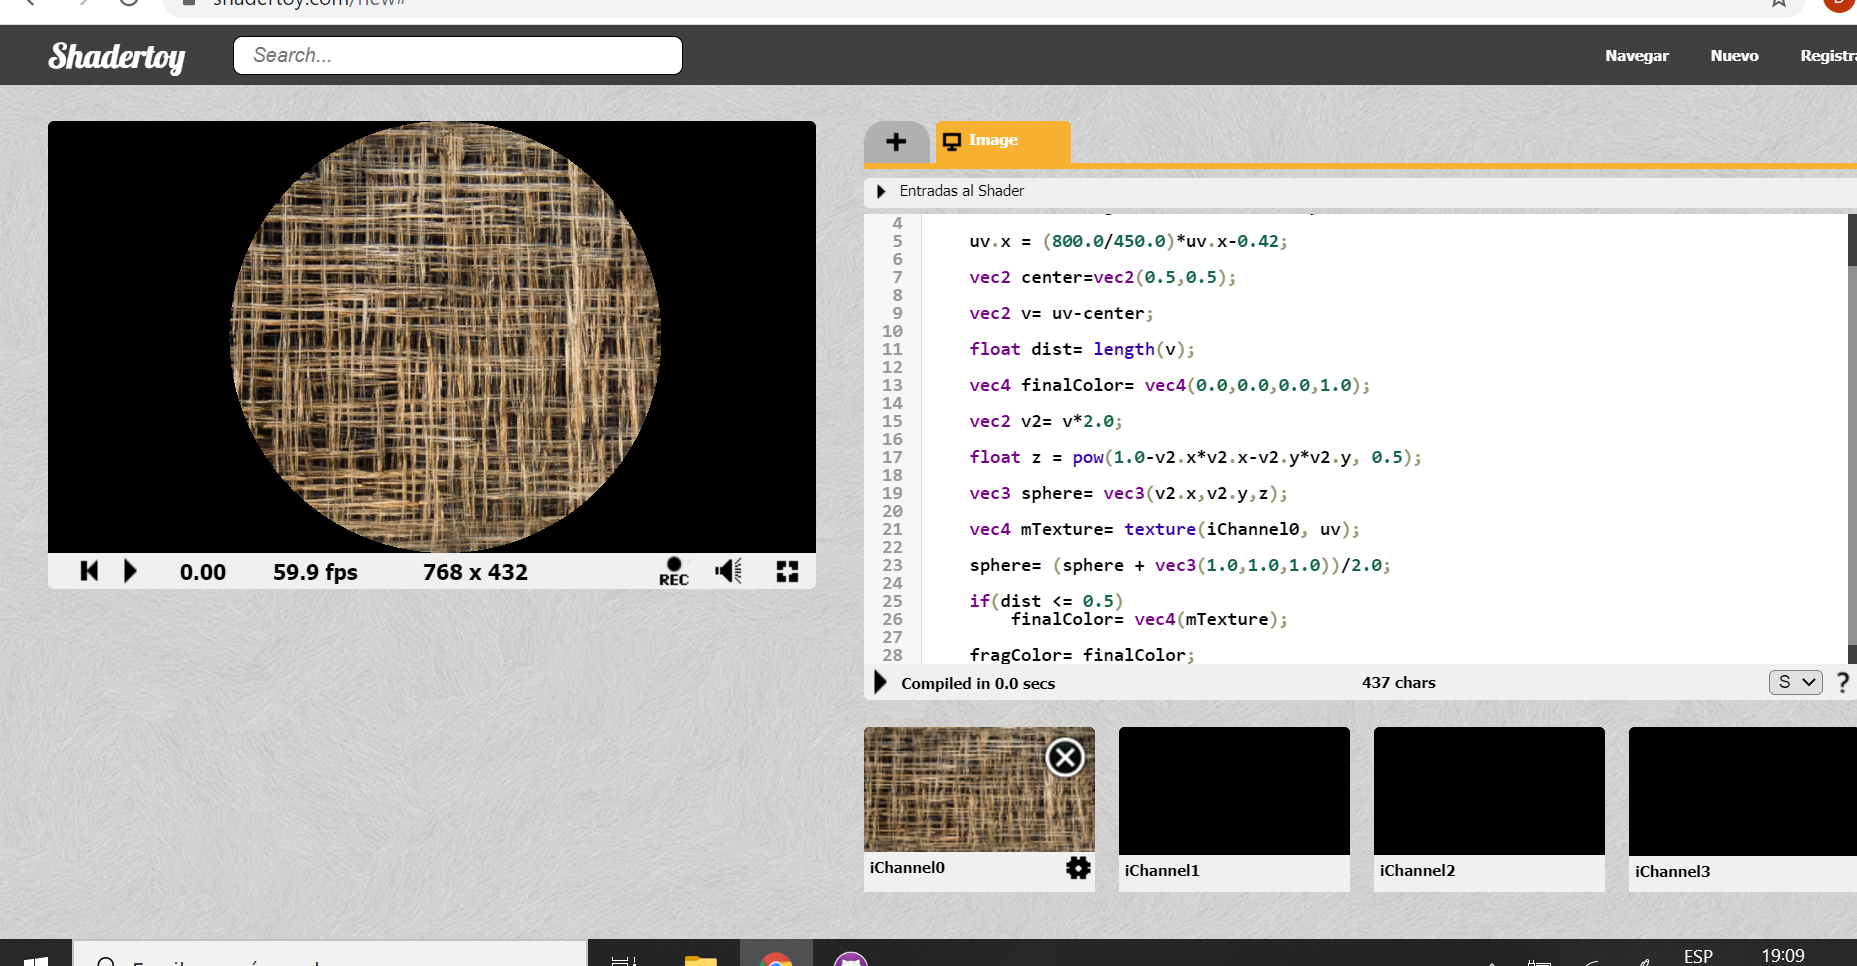 shadertoy.com/new#
Shadertoy
Search...
Navegar
Nuevo
Registra
Image
Entradas al Shader
4
5 uv.x = (800.0/450.0)*uv.x-0.42;
6
7 vec2 center=vec2(0.5,0.5);
8
9 vec2 v= uv-center;
10
11 float dist= length(v);
12
13 vec4 finalColor= vec4(0.0,0.0,0.0,1.0);
14
15 vec2 v2= v*2.0;
16
17 float z = pow(1.0-v2.x*v2.x-v2.y*v2.y, 0.5);
18
19 vec3 sphere= vec3(v2.x,v2.y,z);
20
21 vec4 mTexture= texture(iChannel0, uv);
22
23 sphere= (sphere + vec3(1.0,1.0,1.0))/2.0;
24
25 if(dist <= 0.5)
26 finalColor= vec4(mTexture);
27
28 fragColor= finalColor;
0.00 59.9 fps 768 x 432 REC
Compiled in 0.0 secs 437 chars S ?
iChannel0 iChannel1 iChannel2 iChannel3
ESP 19:09